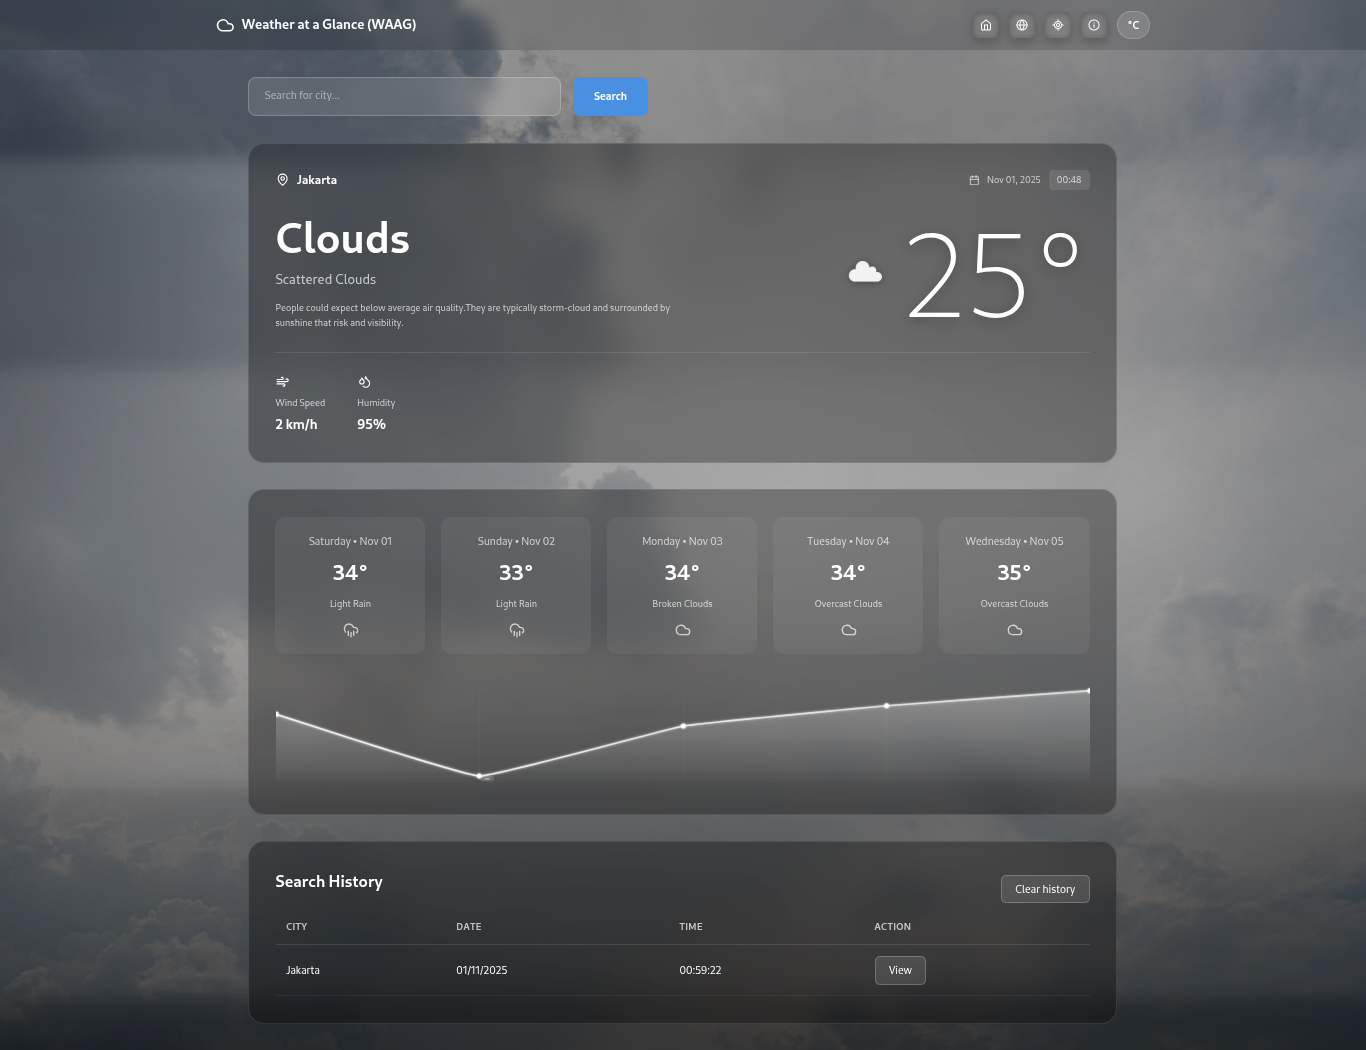 Weather at a Glance (WAAG)
°C
Search for city...
Search
Jakarta
Nov 01, 2025
00:48
Clouds
Scattered Clouds
People could expect below average air quality.They are typically storm-cloud and surrounded by
sunshine that risk and visibility.
25°
Wind Speed
2 km/h
Humidity
95%
Saturday • Nov 01
34°
Light Rain
Sunday • Nov 02
33°
Light Rain
Monday • Nov 03
34°
Broken Clouds
Tuesday • Nov 04
34°
Overcast Clouds
Wednesday • Nov 05
35°
Overcast Clouds
Search History
Clear history
CITY DATE TIME ACTION
Jakarta 01/11/2025 00:59:22 View